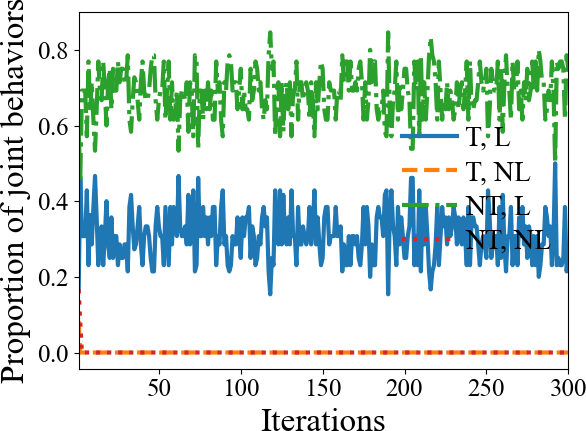 Proportion of joint behaviors
0.8
0.6
0.4
0.2
0.0
T, L
T, NL
NT, L
NT, NL
50
100
150
200
250
300
Iterations